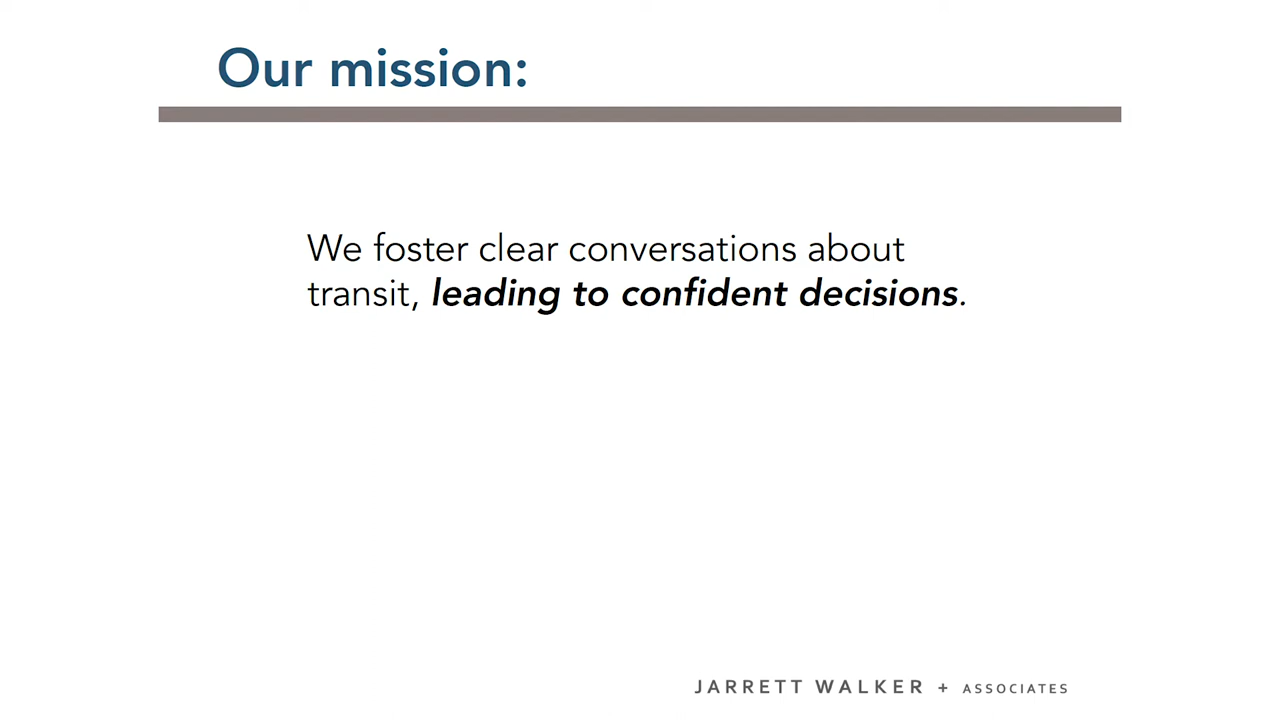 Our mission:
We foster clear conversations about
transit, leading to confident decisions.
JARRETT WALKER + ASSOCIATES